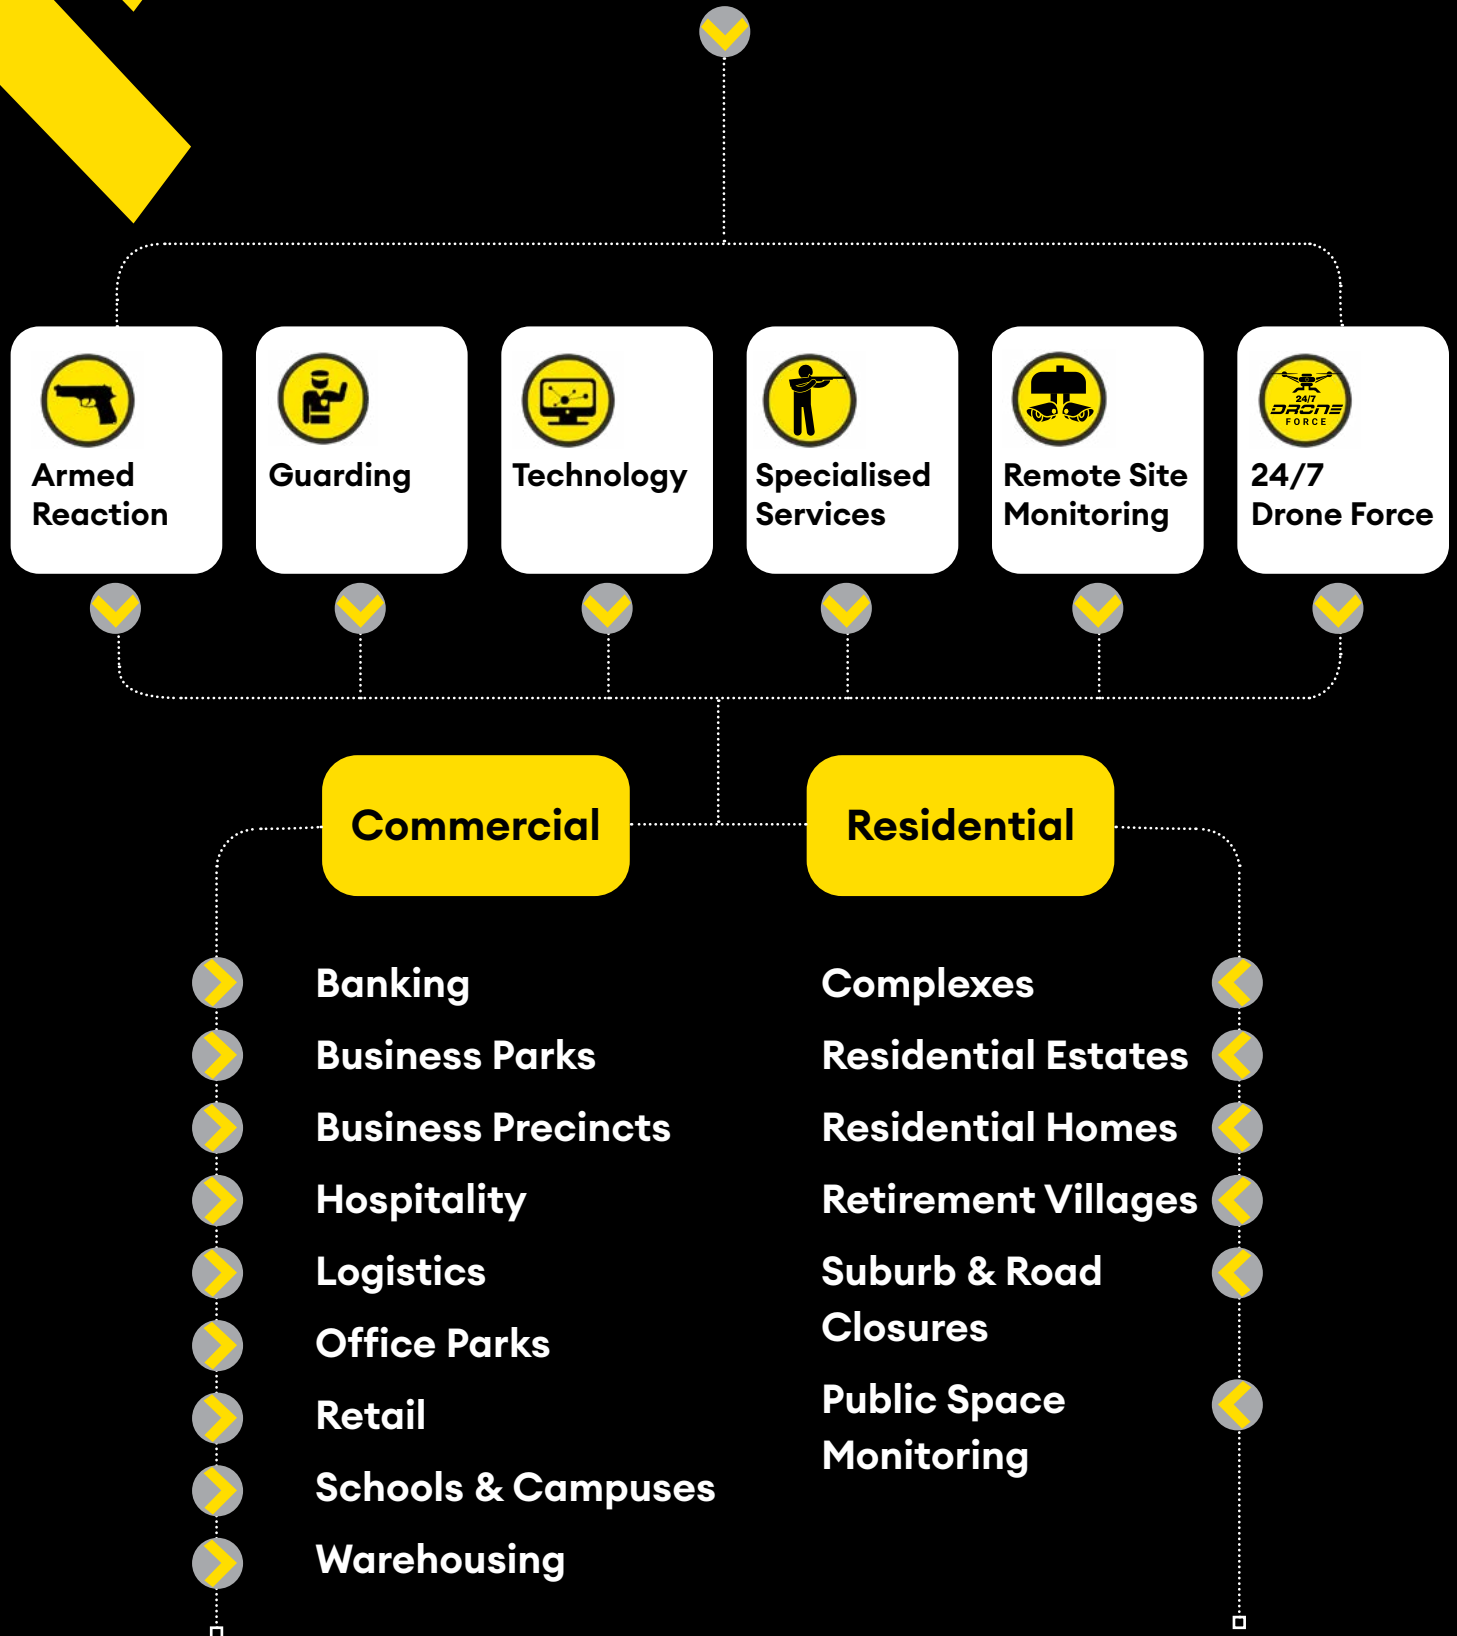 24/7
DRONE
FORCE
Armed
Reaction
Guarding
Technology
Specialised
Services
Remote Site
Monitoring
24/7
Drone Force
Commercial
Residential
Banking
Business Parks
Business Precincts
Hospitality
Logistics
Office Parks
Retail
Schools & Campuses
Warehousing
Complexes
Residential Estates
Residential Homes
Retirement Villages
Suburb & Road
Closures
Public Space
Monitoring